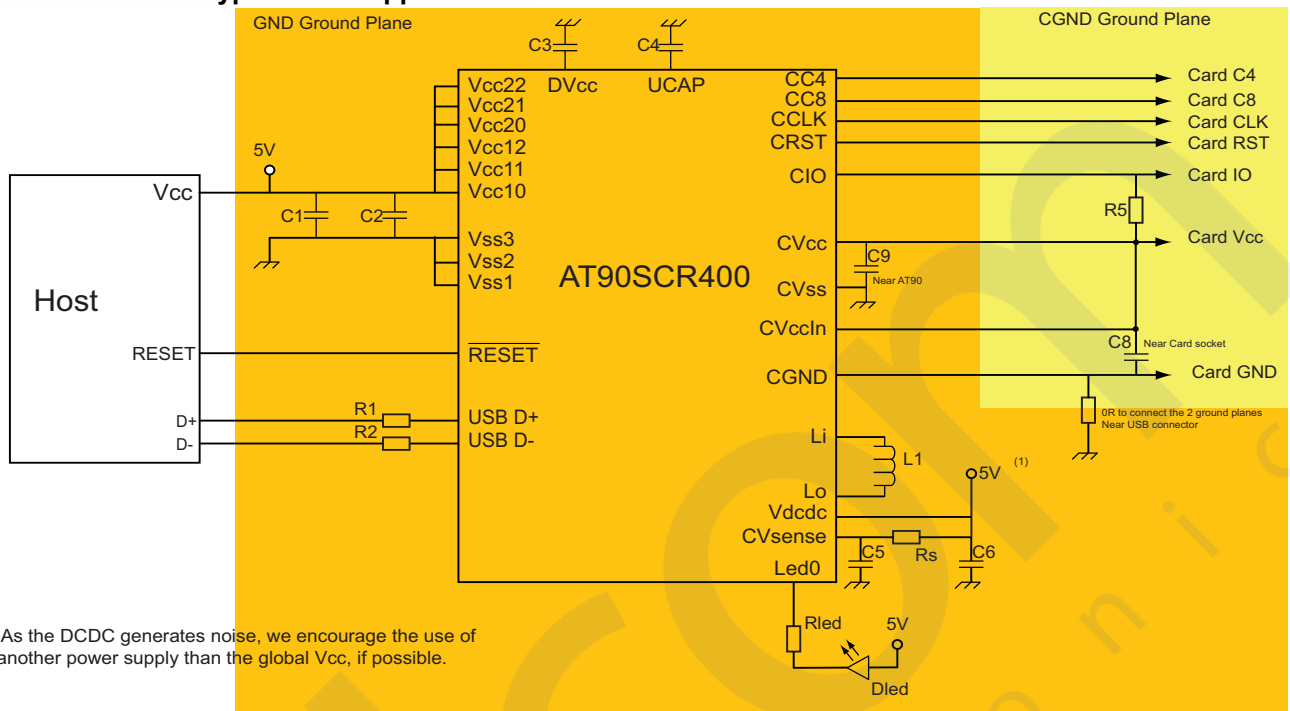 GND Ground Plane
CGND Ground Plane
C3
C4
Vcc22
DVcc
UCAP
CC4
Card C4
Vcc21
CC8
Card C8
Vcc20
CCLK
Card CLK
Vcc12
CRST
Card RST
5V
Vcc11
CIO
Card IO
Vcc
Vcc10
C1
C2
R5
Vss3
CVcc
Card Vcc
Vss2
C9
Vss1
AT90SCR400
Near AT90
CVss
Host
CVccIn
C8
Near Card socket
RESET
RESET
CGND
Card GND
R1
D+
USB D+
0R to connect the 2 ground planes
Near USB connector
R2
D-
USB D-
Li
L1
5V
(1)
Lo
Vdcdc
CVsense
C5
Rs
C6
Led0
Rled
5V
Dled
As the DCDC generates noise, we encourage the use of
another power supply than the global Vcc, if possible.